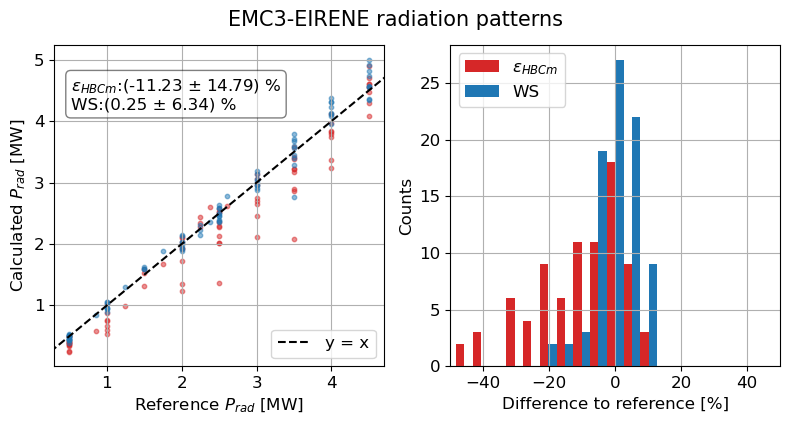 EMC3-EIRENE radiation patterns
5
4
3
2
1
Calculated P_rad [MW]
ε_HBCm:(-11.23 ± 14.79) %
WS:(0.25 ± 6.34) %
y = x
1 2 3 4
Reference P_rad [MW]
25
20
15
10
5
0
Counts
ε_HBCm
WS
−40 −20 0 20 40
Difference to reference [%]